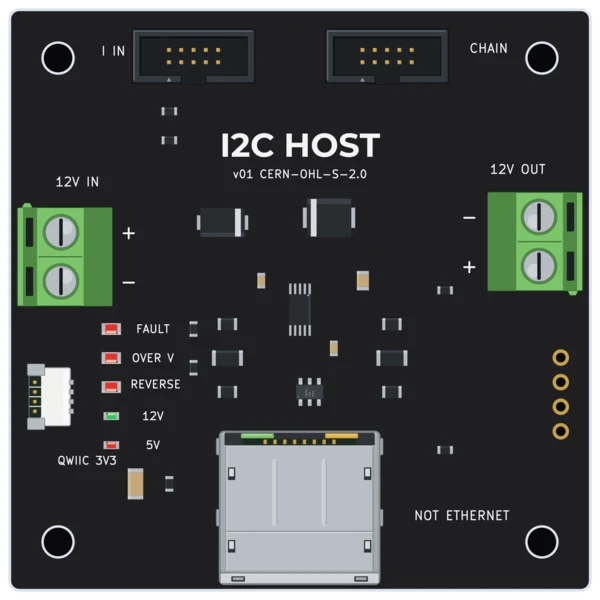 I IN
CHAIN
I2C HOST
v01 CERN-OHL-S-2.0
12V IN
12V OUT
+
−
−
+
FAULT
OVER V
REVERSE
12V
5V
QWIIC 3V3
NOT ETHERNET